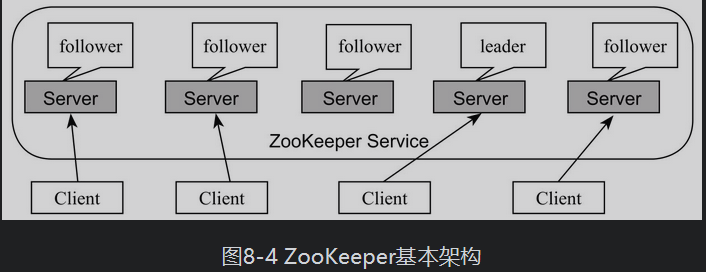 follower follower follower leader follower
Server Server Server Server Server
ZooKeeper Service
Client Client Client Client
图8-4 ZooKeeper基本架构